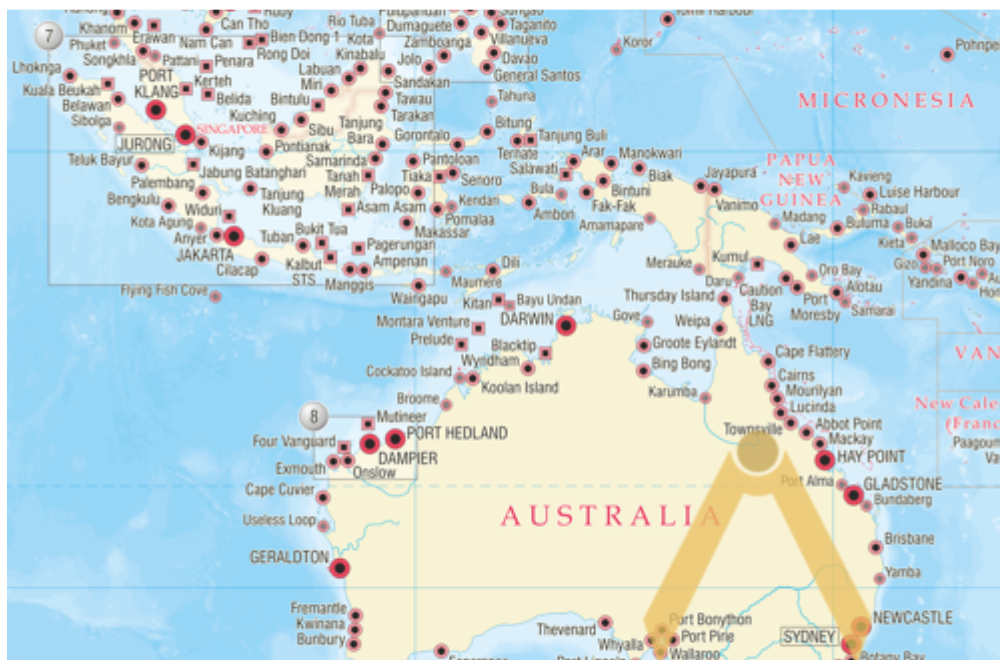 7
Khanom
Erawan
Phuket
Songkhla
Pattani
Lhoknga
PORT
KLANG
Kuala Beukah
Kerteh
Belawan
Belida
Sibolga
JURONG
SINGAPORE
Kijang
Teluk Bayur
Jabung Batanghari
Palembang
Tanjung
Kluang
Bengkulu
Widuri
Kota Agung
Anyer
JAKARTA
Cilacap
Flying Fish Cove
Can Tho
Nam Can
Bien Dong 1
Rong Doi
Penara
Rio Tuba
Kota
Kinabalu
Labuan
Miri
Bintulu
Kuching
Sibu
Pontianak
Sandakan
Tawau
Tarakan
Tanjung
Bara
Samarinda
Tanah
Merah
Palopo
Asam Asam
Makassar
Bukit Tua
Tuban
Pagerungan
Kalbut
STS
Ampenan
Manggis
Dumaguete
Zamboanga
Jolo
Taganito
Villanueva
Davao
General Santos
Tahuna
Gorontalo
Bitung
Pantoloan
Tiaka
Senoro
Kendari
Pomalaa
Tanjung Buli
Ternate
Salawati
Arar
Bula
Ambon
Manokwari
Biak
Bintuni
Fak-Fak
Amamapare
Koror
Pohnpei
MICRONESIA
PAPUA
NEW
GUINEA
Jayapura
Vanimo
Kavieng
Luise Harbour
Rabaul
Madang
Buluma
Buka
Kieta
Lae
Malloco Bay
Gizo
Port Noro
Yandina
Merauke
Kumul
Oro Bay
Daru
Caution
Bay
LNG
Alotau
Port
Moresby
Samarai
Thursday Island
Dili
Maumere
Waingapu
Kitan
Bayu Undan
Montara Venture
DARWIN
Gove
Weipa
Prelude
Blacktip
Groote Eylandt
Wyndham
Bing Bong
Cockatoo Island
Koolan Island
Karumba
Broome
Cape Flattery
Cairns
Mourilyan
Lucinda
Townsville
Abbot Point
Mackay
HAY POINT
Port Alma
GLADSTONE
Bundaberg
VAN
New Cale
(Franc
8
Mutineer
PORT HEDLAND
Four Vanguard
DAMPIER
Exmouth
Onslow
Cape Cuvier
Useless Loop
AUSTRALIA
GERALDTON
Brisbane
Yamba
Fremantle
Kwinana
Bunbury
Thevenard
Port Bonython
Whyalla
Port Pirie
Wallaroo
NEWCASTLE
SYDNEY
Botany Bay